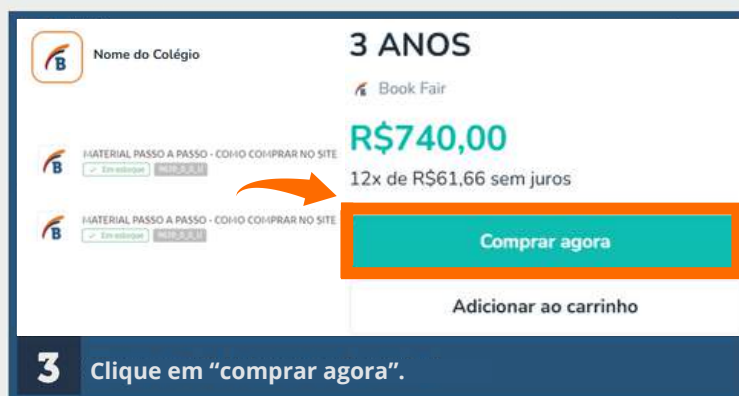 Nome do Colégio
3 ANOS
Book Fair
R$740,00
12x de R$61,66 sem juros
MATERIAL PASSO A PASSO - COMO COMPRAR NO SITE
Em estoque
MATERIAL PASSO A PASSO - COMO COMPRAR NO SITE
Em estoque
Comprar agora
Adicionar ao carrinho
3 Clique em “comprar agora”.